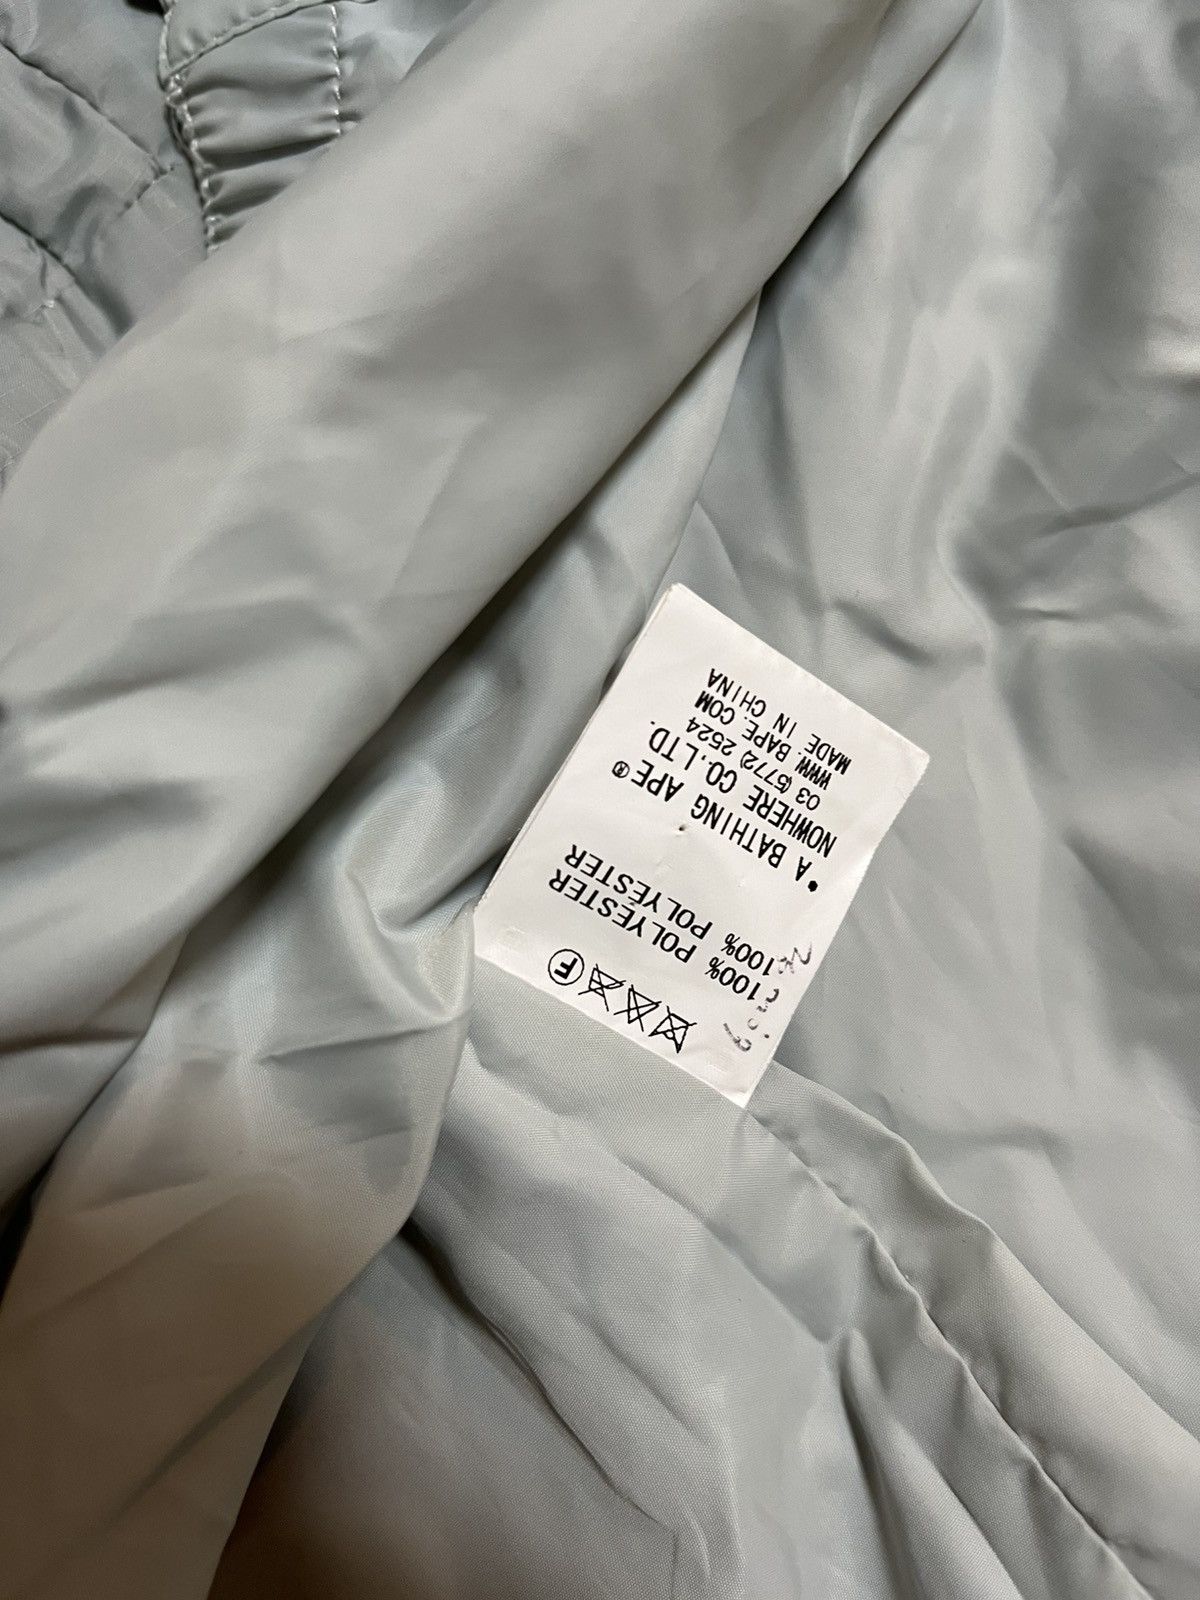 Ⓕ
100% POLYESTER
100% POLYESTER
*A BATHING APE®
NOWHERE CO.,LTD.
03 (5772) 2524
WWW. BAPE. COM
MADE IN CHINA